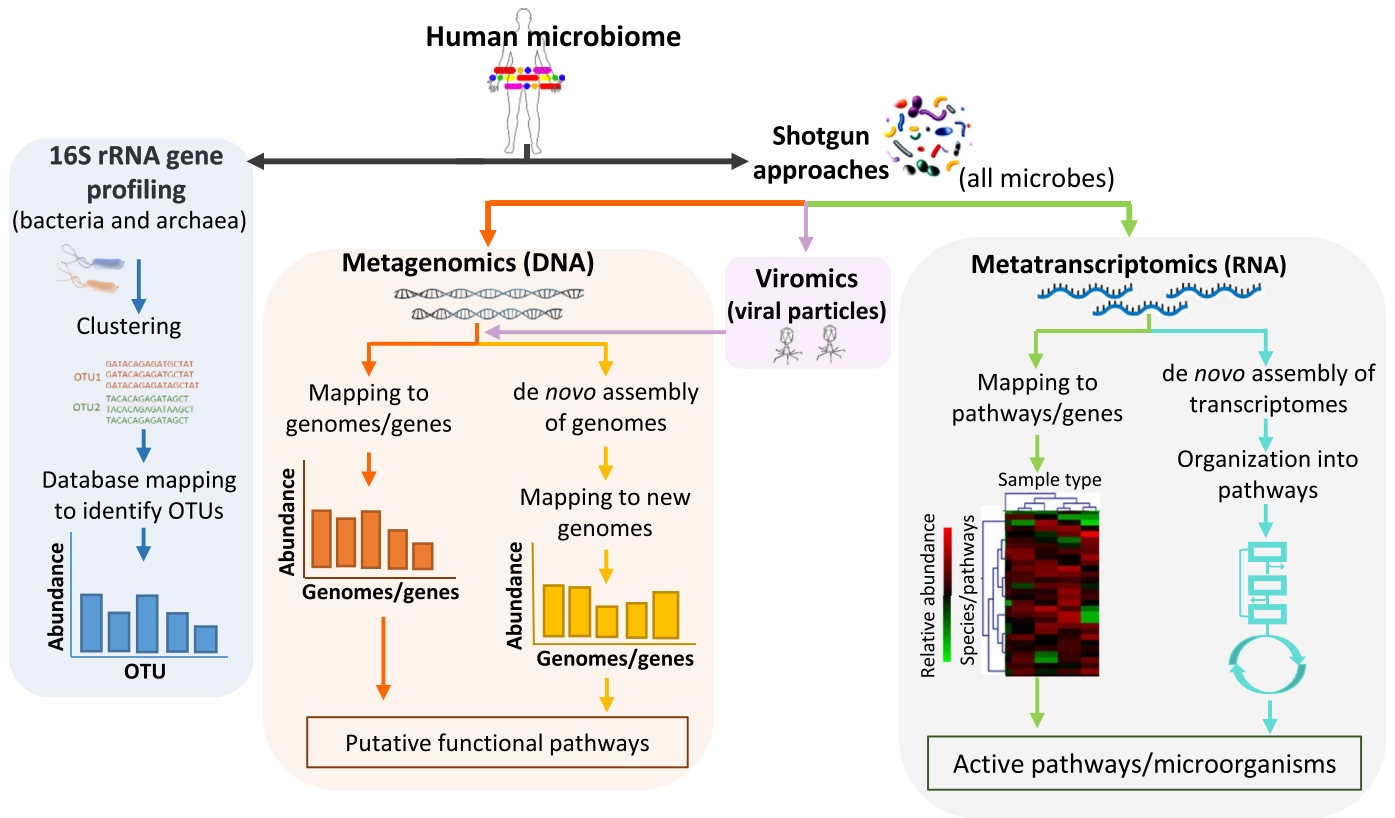 Human microbiome
16S rRNA gene
profiling
(bacteria and archaea)
Clustering
OTU1
GATACAGAGATGCTAT
GATACAGAGATGCTAT
GATACAGAGATAGCTAT
OTU2
TACACAGAGATAGCT
TACACAGAGATAAGCT
TACACAGAGATAGCT
Database mapping
to identify OTUs
Abundance
OTU
Shotgun
approaches
(all microbes)
Metagenomics (DNA)
Mapping to
genomes/genes
Abundance
Genomes/genes
de novo assembly
of genomes
Mapping to new
genomes
Abundance
Genomes/genes
Putative functional pathways
Viromics
(viral particles)
Metatranscriptomics (RNA)
Mapping to
pathways/genes
Sample type
Relative abundance
Species/pathways
de novo assembly of
transcriptomes
Organization into
pathways
Active pathways/microorganisms